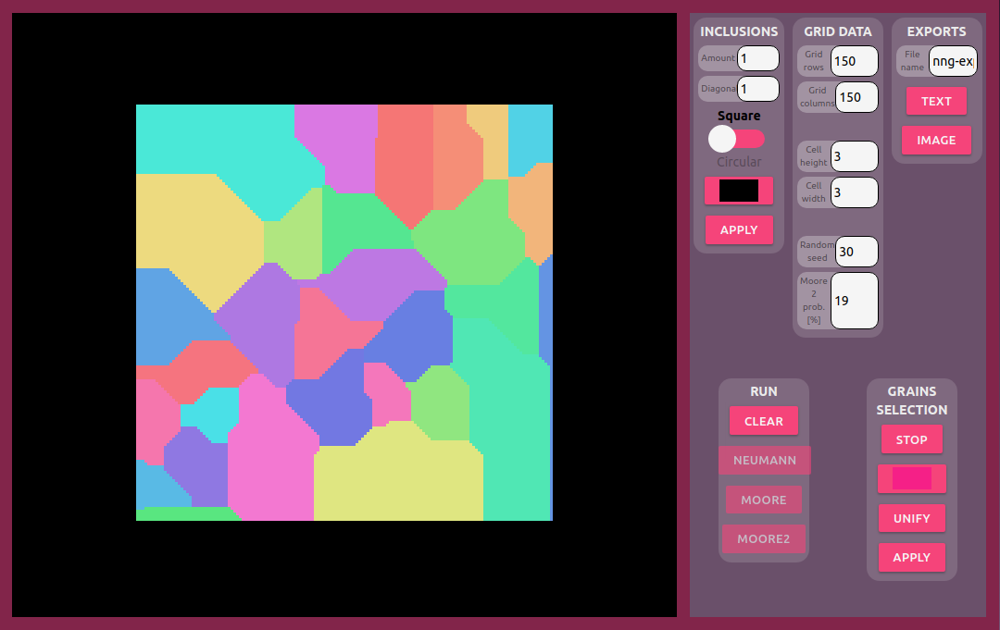 INCLUSIONS
Amount
1
Diagonal
1
Square
Circular
APPLY
GRID DATA
Grid
rows
150
Grid
columns
150
Cell
height
3
Cell
width
3
Random
seed
30
Moore
2
prob.
[%]
19
EXPORTS
File
name
nng-ex
TEXT
IMAGE
RUN
CLEAR
NEUMANN
MOORE
MOORE2
GRAINS
SELECTION
STOP
UNIFY
APPLY